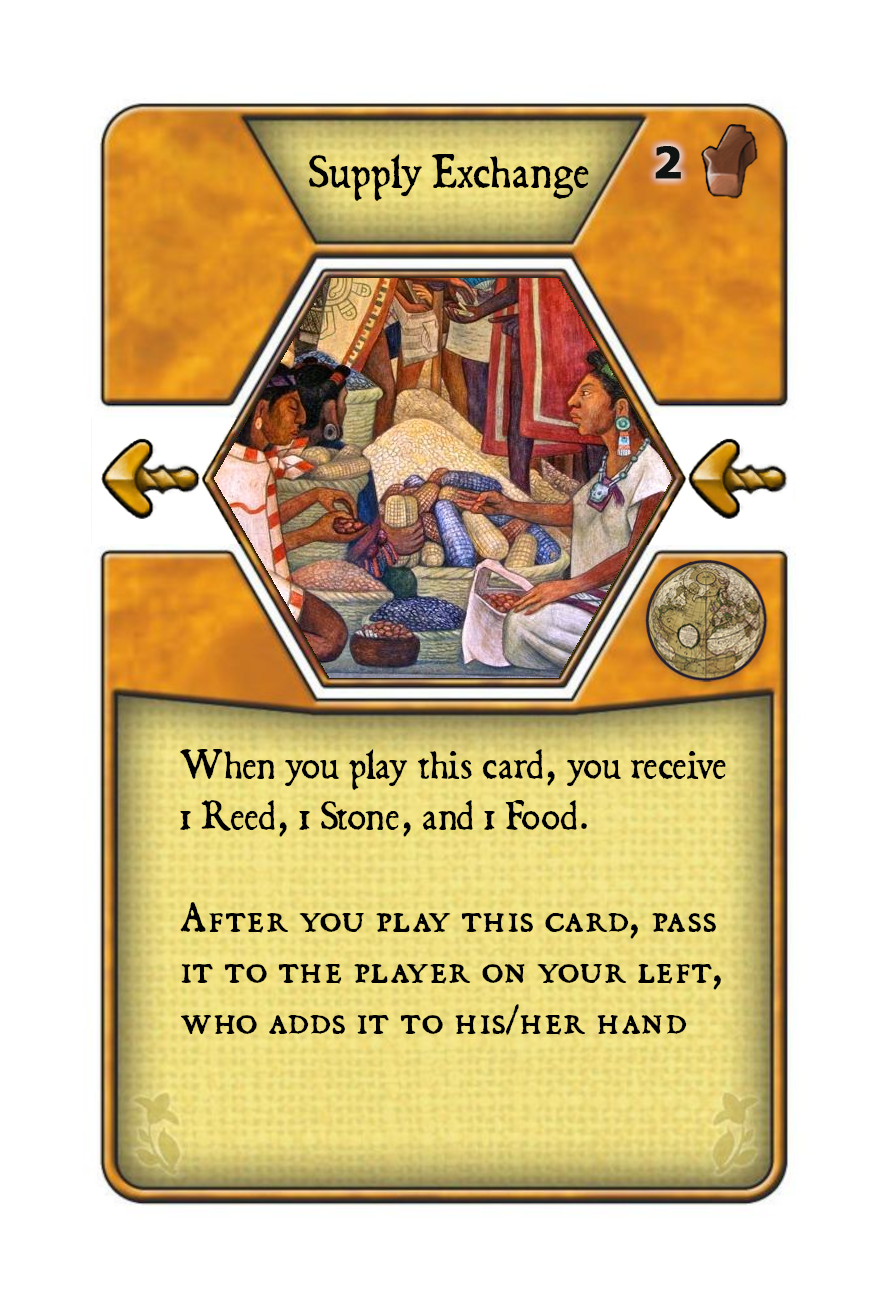 Supply Exchange
2
When you play this card, you receive
1 Reed, 1 Stone, and 1 Food.
After you play this card, pass
it to the player on your left,
who adds it to his/her hand